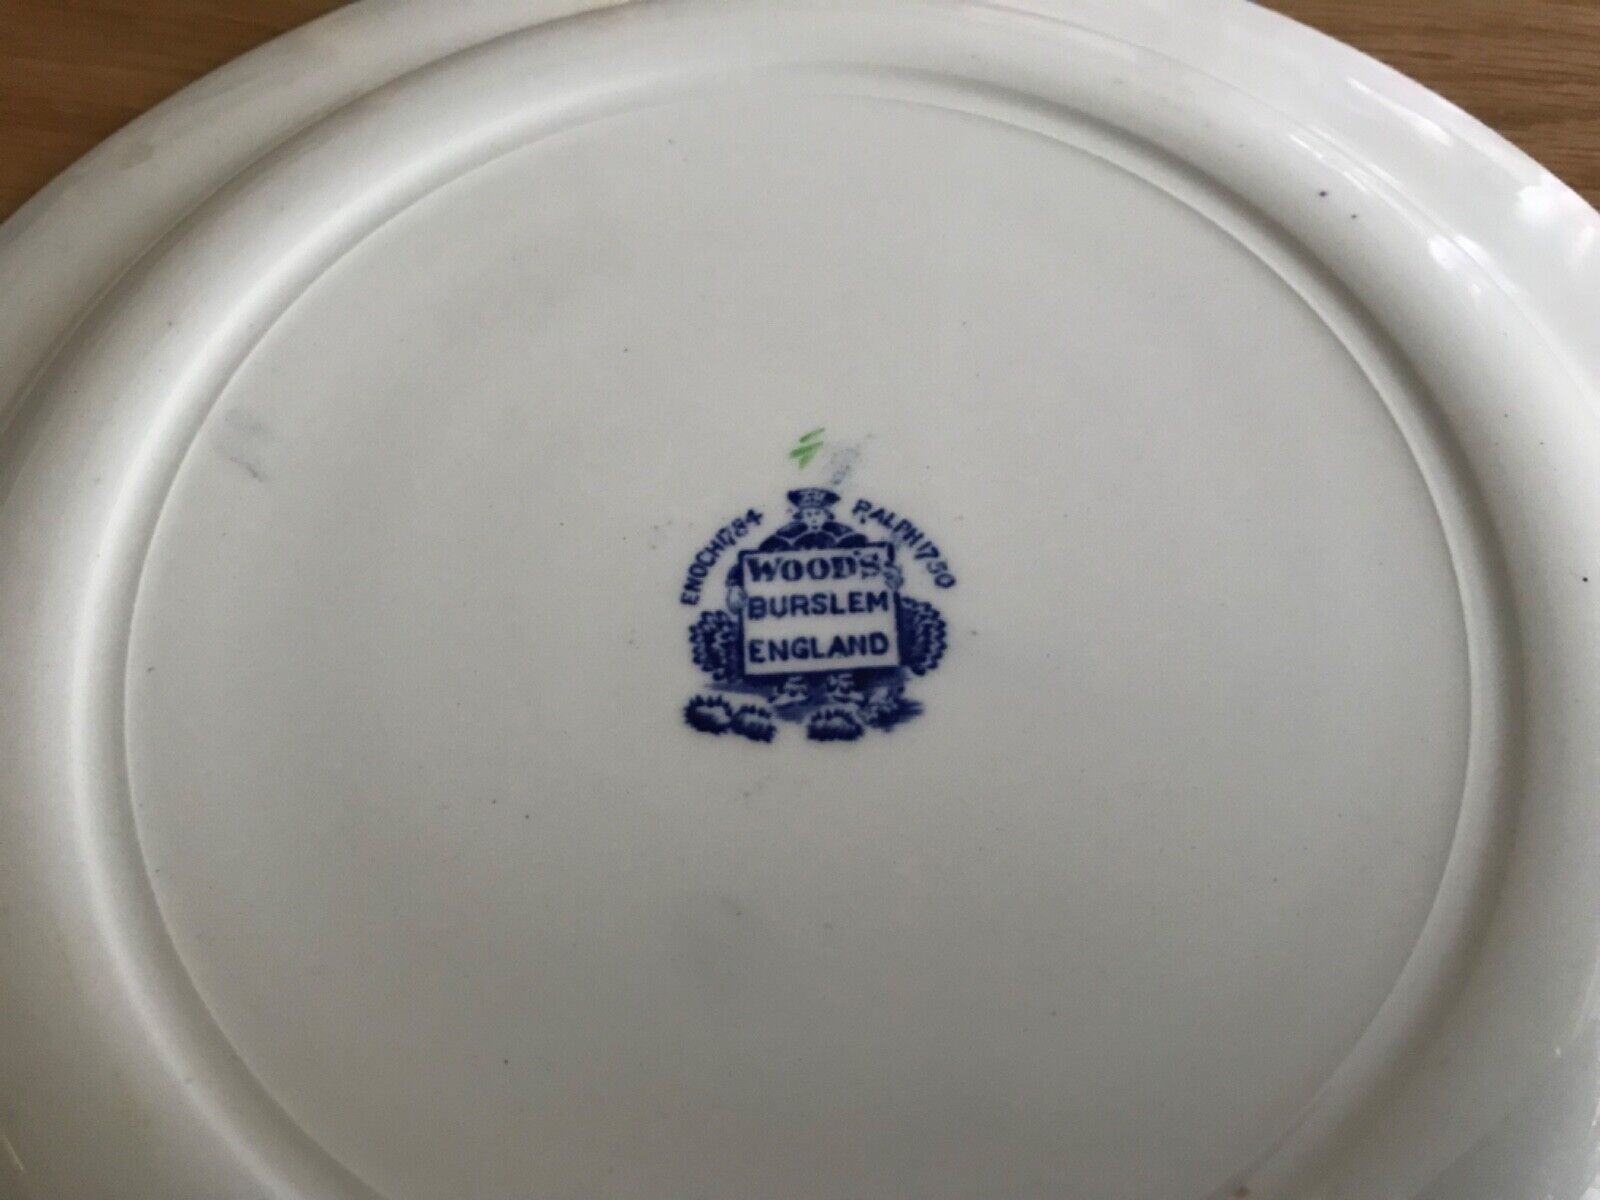 ENOCH 1784
RALPH 1750
WOOD'S
BURSLEM
ENGLAND